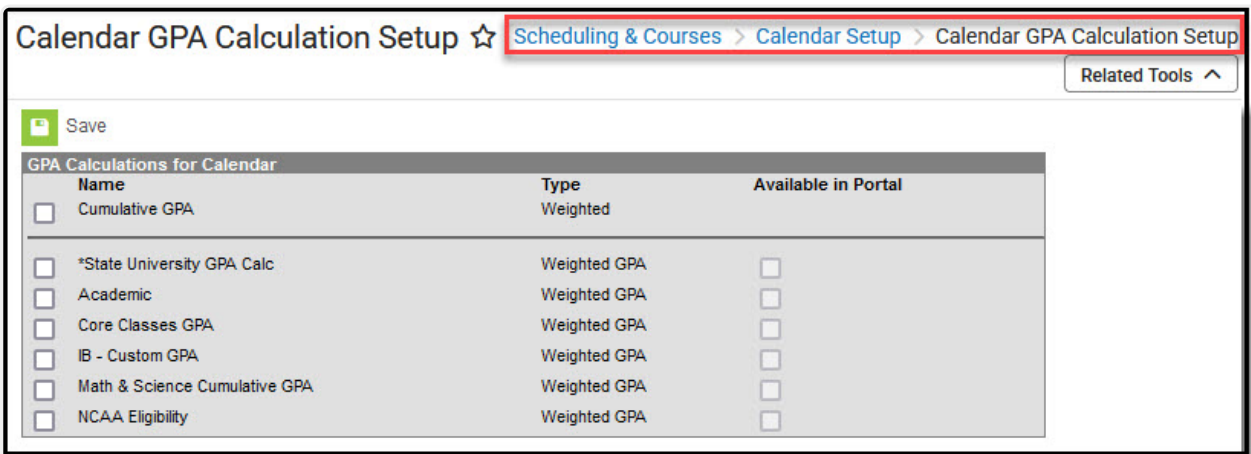 Calendar GPA Calculation Setup ☆ Scheduling & Courses > Calendar Setup > Calendar GPA Calculation Setup
Related Tools
Save
GPA Calculations for Calendar
Name Type Available in Portal
Cumulative GPA Weighted
*State University GPA Calc Weighted GPA
Academic Weighted GPA
Core Classes GPA Weighted GPA
IB - Custom GPA Weighted GPA
Math & Science Cumulative GPA Weighted GPA
NCAA Eligibility Weighted GPA